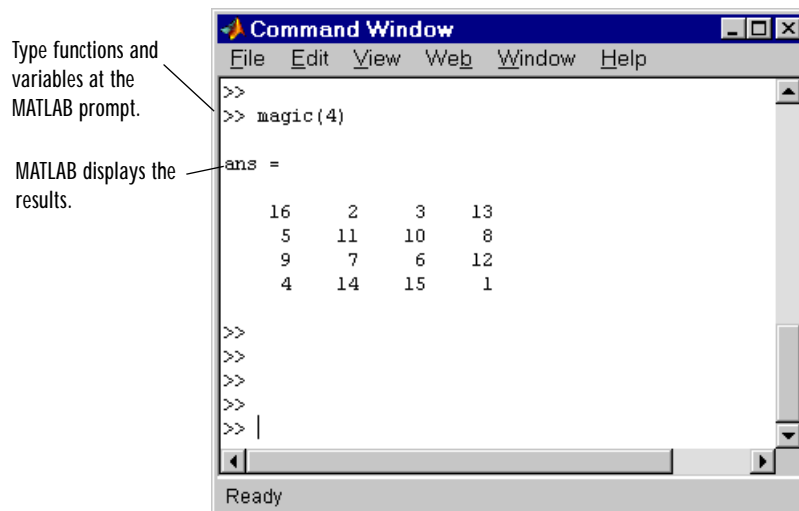 Type functions and
variables at the
MATLAB prompt.
MATLAB displays the
results.
Command Window
File Edit View Web Window Help
>>
>> magic(4)
ans =
16 2 3 13
5 11 10 8
9 7 6 12
4 14 15 1
>>
>>
>>
>>
>>
Ready